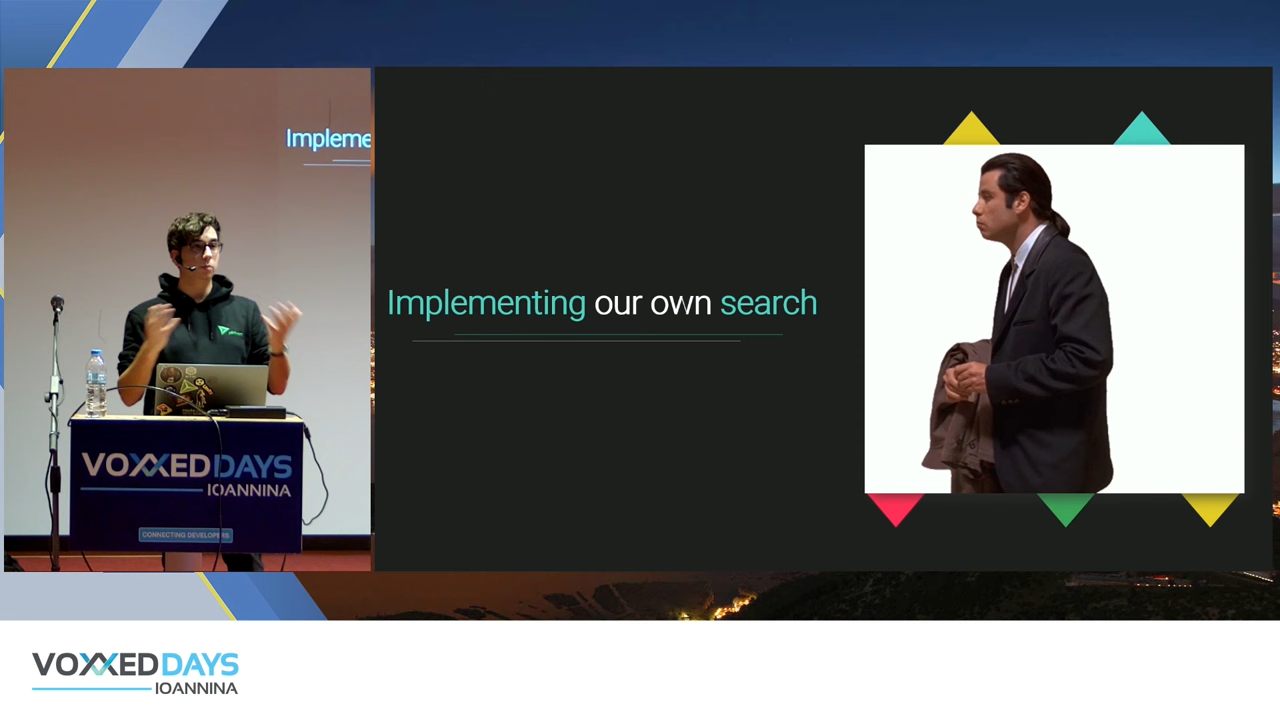 Impleme
Implementing our own search
VOXXEDDAYS
IOANNINA
CONNECTING DEVELOPERS
VOXXEDDAYS
IOANNINA